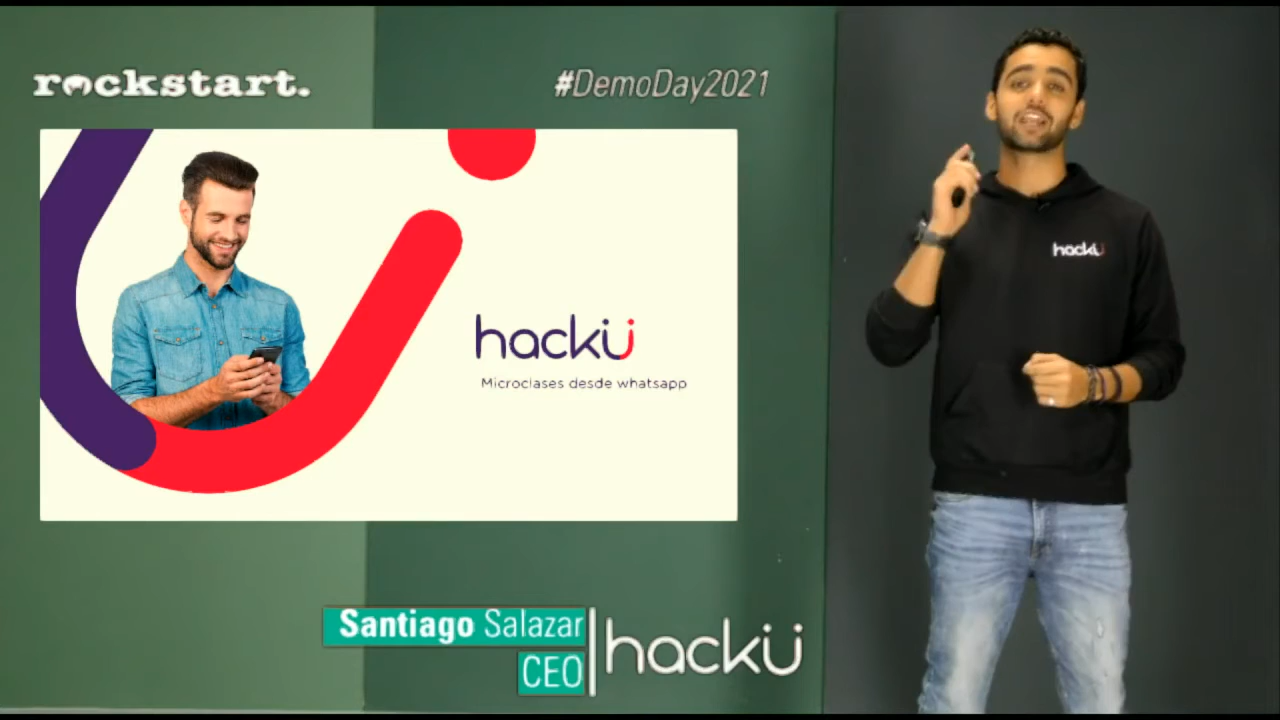 rockstart.
#DemoDay2021
hackü
hackü
Microclases desde whatsapp
Santiago Salazar
CEO
hackü